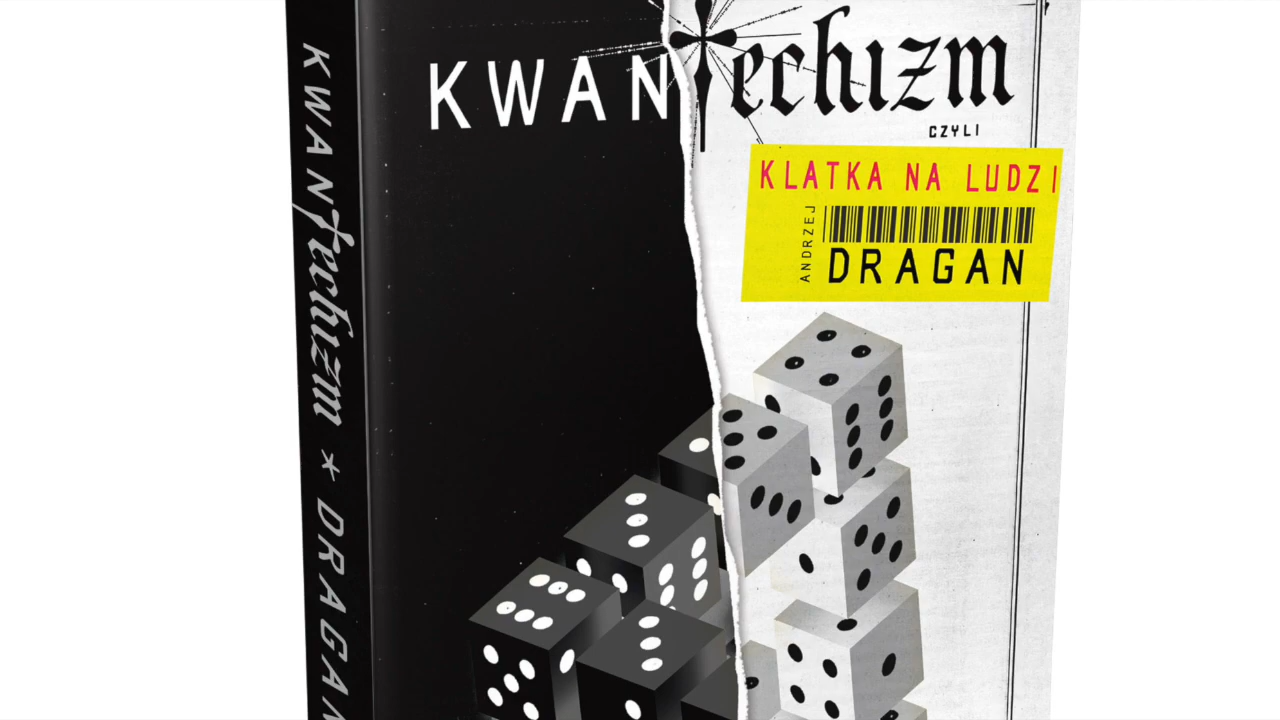 KWANTechizm
CZYLI
KLATKA NA LUDZI
ANDRZEJ
DRAGAN
KWANTechizm * DRAGAN